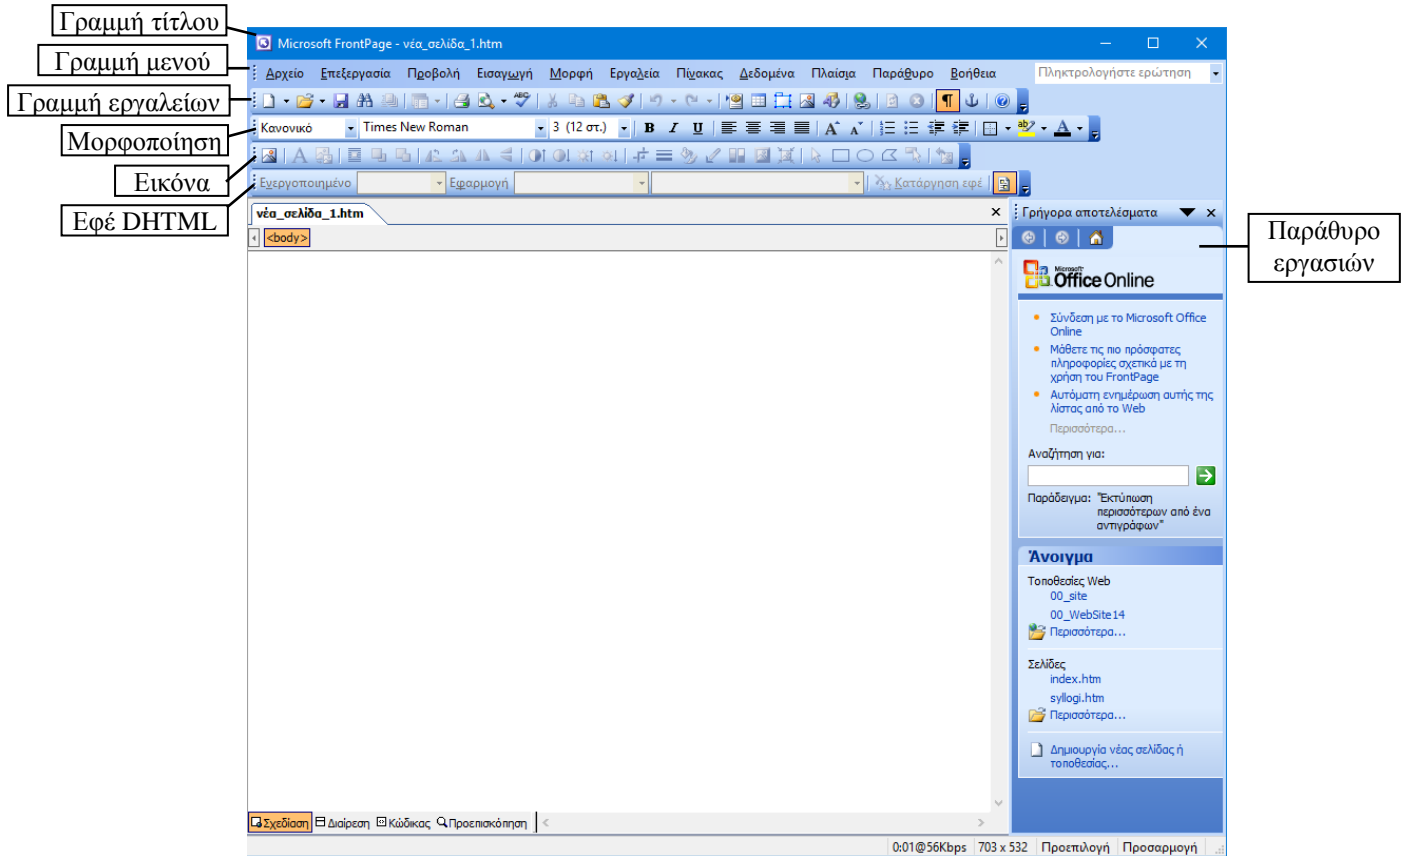 Γραμμή τίτλου
Γραμμή μενού
Γραμμή εργαλείων
Μορφοποίηση
Εικόνα
Εφέ DHTML
Microsoft FrontPage - νέα_σελίδα_1.htm
Αρχείο Επεξεργασία Προβολή Εισαγωγή Μορφή Εργαλεία Πίνακας Δεδομένα Πλαίσια Παράθυρο Βοήθεια Πληκτρολογήστε ερώτηση
Κανονικό Times New Roman 3 (12 στ.) B I U A A A
Ενεργοποιημένο Εφαρμογή Κατάργηση εφέ
νέα_σελίδα_1.htm
<body>
Γρήγορα αποτελέσματα
Παράθυρο
εργασιών
Microsoft
Office Online
Σύνδεση με το Microsoft Office
Online
Μάθετε τις πιο πρόσφατες
πληροφορίες σχετικά με τη
χρήση του FrontPage
Αυτόματη ενημέρωση αυτής της
λίστας από το Web
Περισσότερα...
Αναζήτηση για:
Παράδειγμα: "Εκτύπωση
περισσότερων από ένα
αντιγράφων"
Άνοιγμα
Τοποθεσίες Web
00_site
00_WebSite14
Περισσότερα...
Σελίδες
index.htm
syllogi.htm
Περισσότερα...
Δημιουργία νέας σελίδας ή
τοποθεσίας...
Σχεδίαση Διαίρεση Κώδικας Προεπισκόπηση
0:01@56Kbps 703 x 532 Προεπιλογή Προσαρμογή